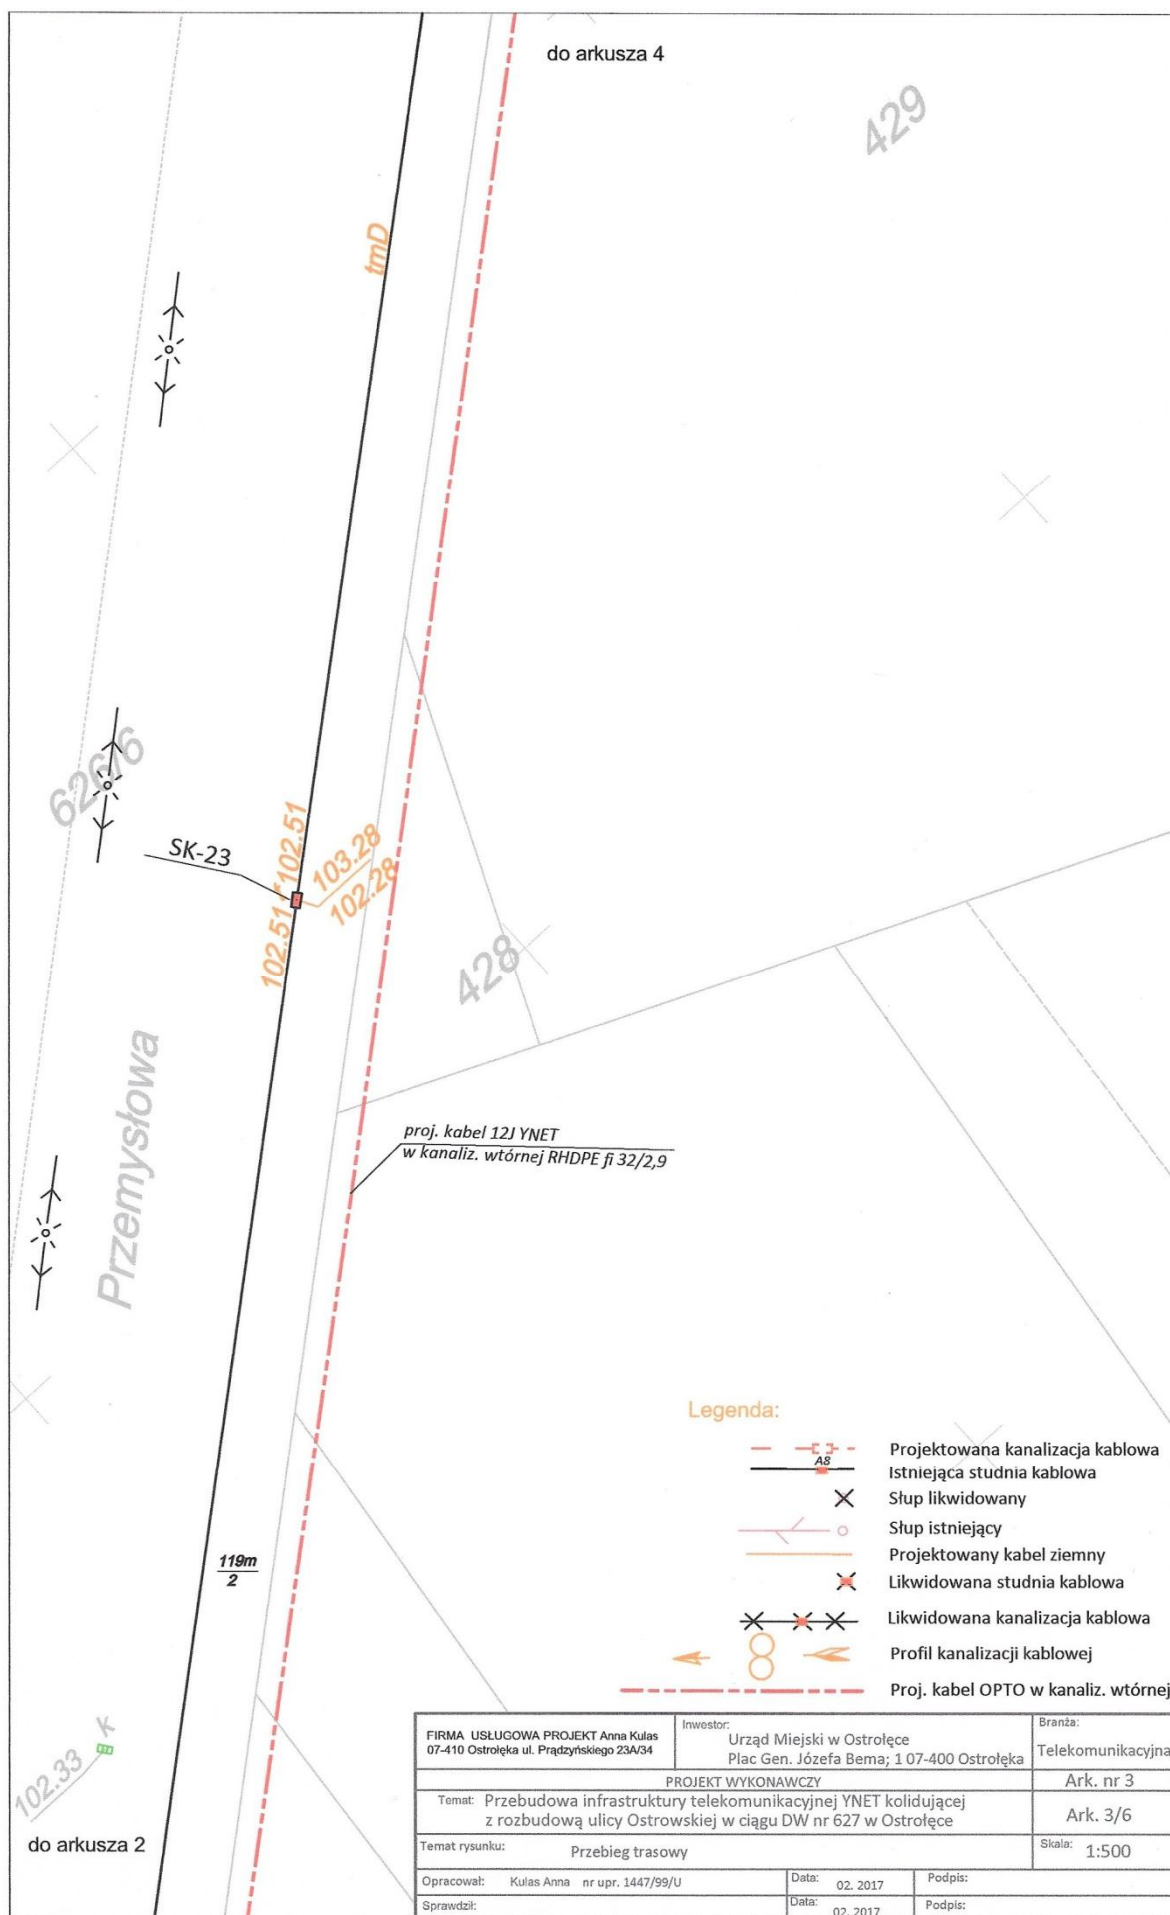 do arkusza 4
429
tmD
626/6
SK-23
102.51
102.51
103.28
102.28
428
Przemysłowa
proj. kabel 12J YNET
w kanaliz. wtórnej RHDPE fi 32/2,9
119m
2
K
102.33
do arkusza 2
Legenda:
Projektowana kanalizacja kablowa
A8
Istniejąca studnia kablowa
Słup likwidowany
Słup istniejący
Projektowany kabel ziemny
Likwidowana studnia kablowa
Likwidowana kanalizacja kablowa
Profil kanalizacji kablowej
Proj. kabel OPTO w kanaliz. wtórnej
FIRMA USŁUGOWA PROJEKT Anna Kulas
07-410 Ostrołęka ul. Prądzyńskiego 23A/34
Inwestor:
Urząd Miejski w Ostrołęce
Plac Gen. Józefa Bema; 1 07-400 Ostrołęka
Branża:
Telekomunikacyjna
PROJEKT WYKONAWCZY
Ark. nr 3
Temat: Przebudowa infrastruktury telekomunikacyjnej YNET kolidującej
z rozbudową ulicy Ostrowskiej w ciągu DW nr 627 w Ostrołęce
Ark. 3/6
Temat rysunku: Przebieg trasowy
Skala: 1:500
Opracował: Kulas Anna nr upr. 1447/99/U
Data: 02. 2017
Podpis:
Sprawdził:
Data: 02. 2017
Podpis: